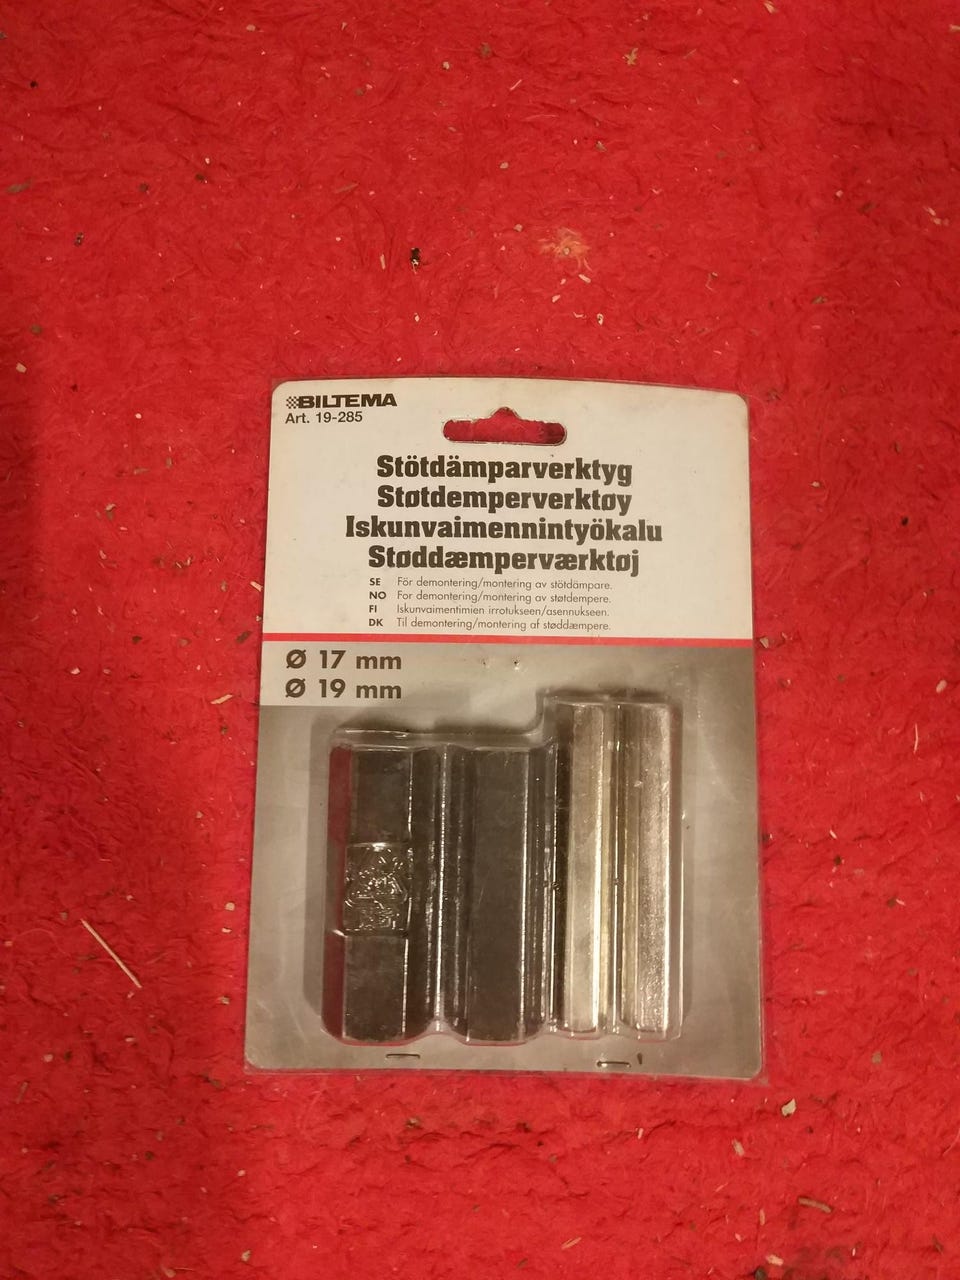 BILTEMA
Art. 19-285
Stötdämparverktyg
Støtdemperverktøy
Iskunvaimennintyökalu
Støddæmperværktøj
SE För demontering/montering av stötdämpare.
NO For demontering/montering av støtdempere.
FI Iskunvaimentimien irrotukseen/asennukseen.
DK Til demontering/montering af støddæmpere.
Ø 17 mm
Ø 19 mm